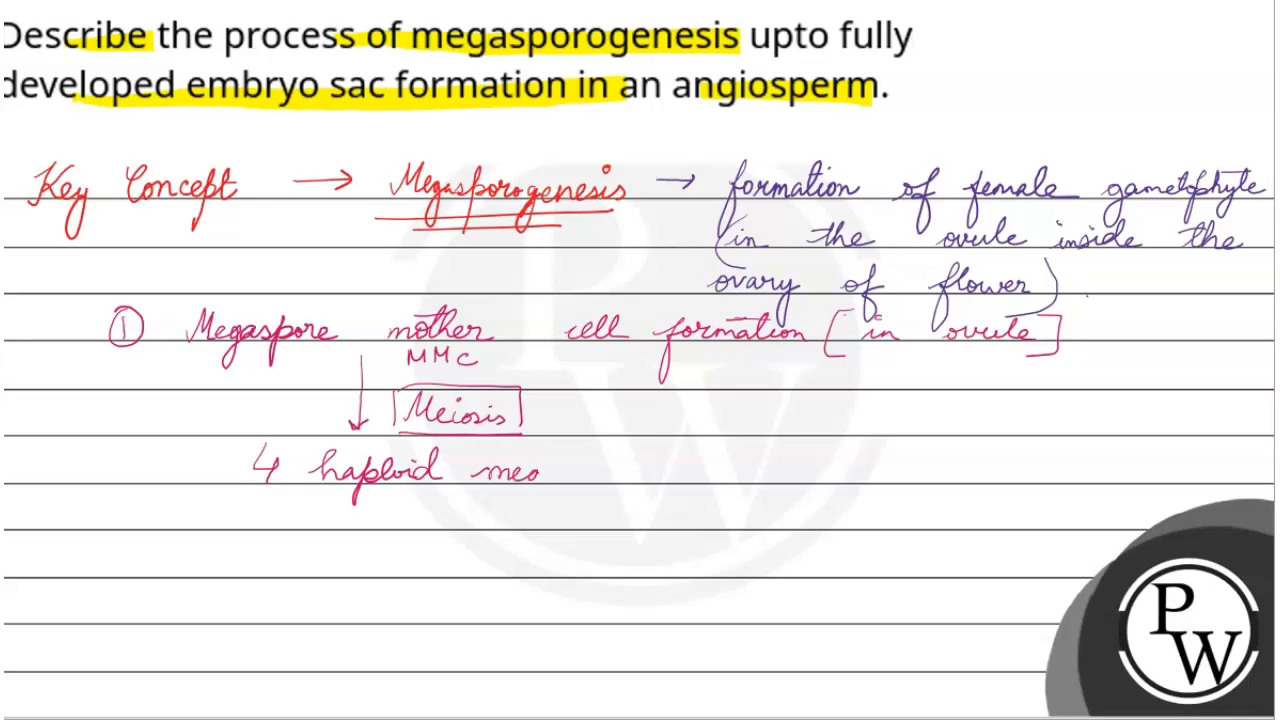 Describe the process of megasporogenesis upto fully
developed embryo sac formation in an angiosperm.
Key Concept → Megasporogenesis → formation of female gametophyte
(in the ovule inside the
ovary of flower)
① Megaspore mother cell formation [in ovule]
MMC
↓ Meiosis
4 haploid meo
PW